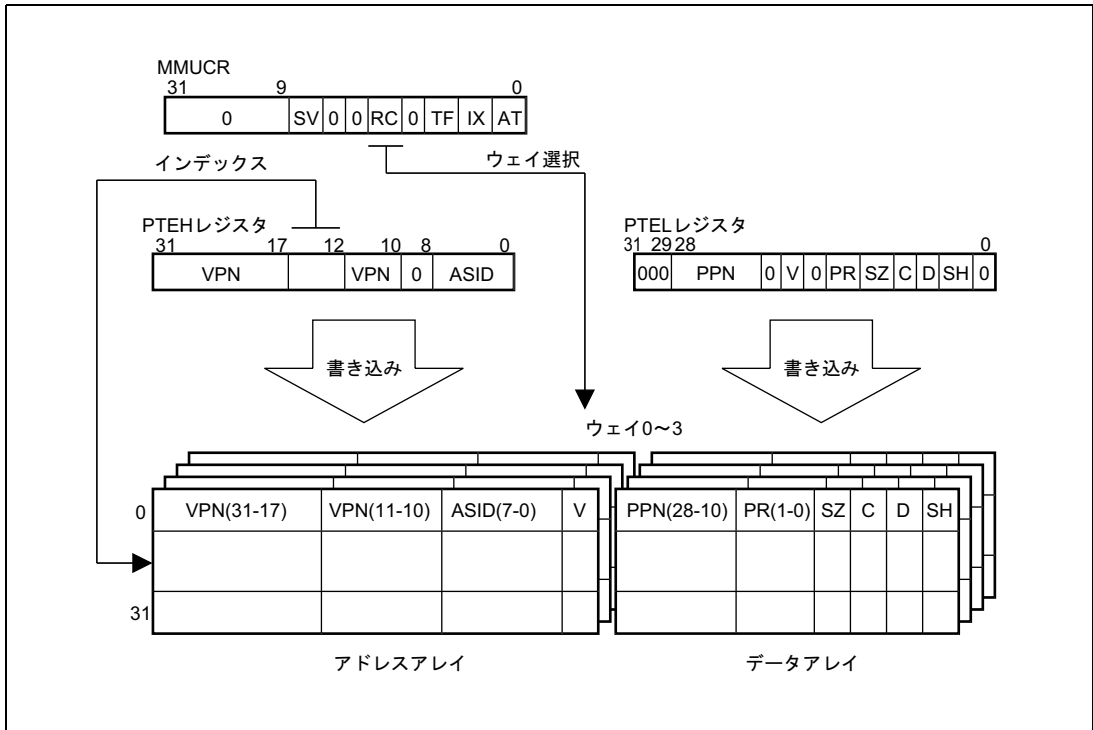 MMUCR
31 9 0
0 SV 0 0 RC 0 TF IX AT
インデックス ウェイ選択
PTEHレジスタ PTELレジスタ
31 17 12 10 8 0 31 29 28 0
VPN VPN 0 ASID 000 PPN 0 V 0 PR SZ C D SH 0
書き込み 書き込み
ウェイ0～3
0 VPN(31-17) VPN(11-10) ASID(7-0) V PPN(28-10) PR(1-0) SZ C D SH
31
アドレスアレイ データアレイ